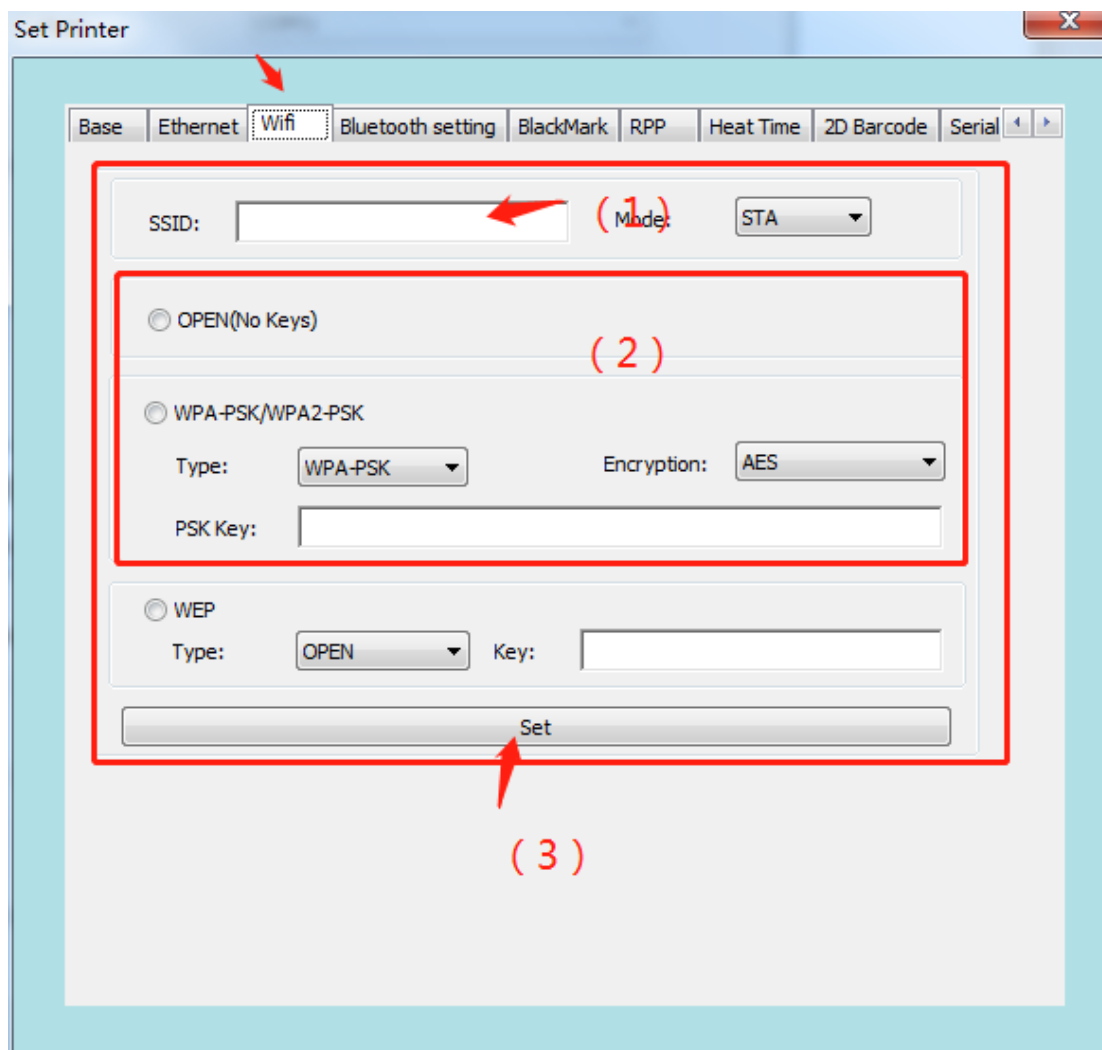 Set Printer
Base Ethernet Wifi Bluetooth setting BlackMark RPP Heat Time 2D Barcode Serial
SSID: （1） Mode: STA
OPEN(No Keys)
（2）
WPA-PSK/WPA2-PSK
Type: WPA-PSK Encryption: AES
PSK Key:
WEP
Type: OPEN Key:
Set
（3）